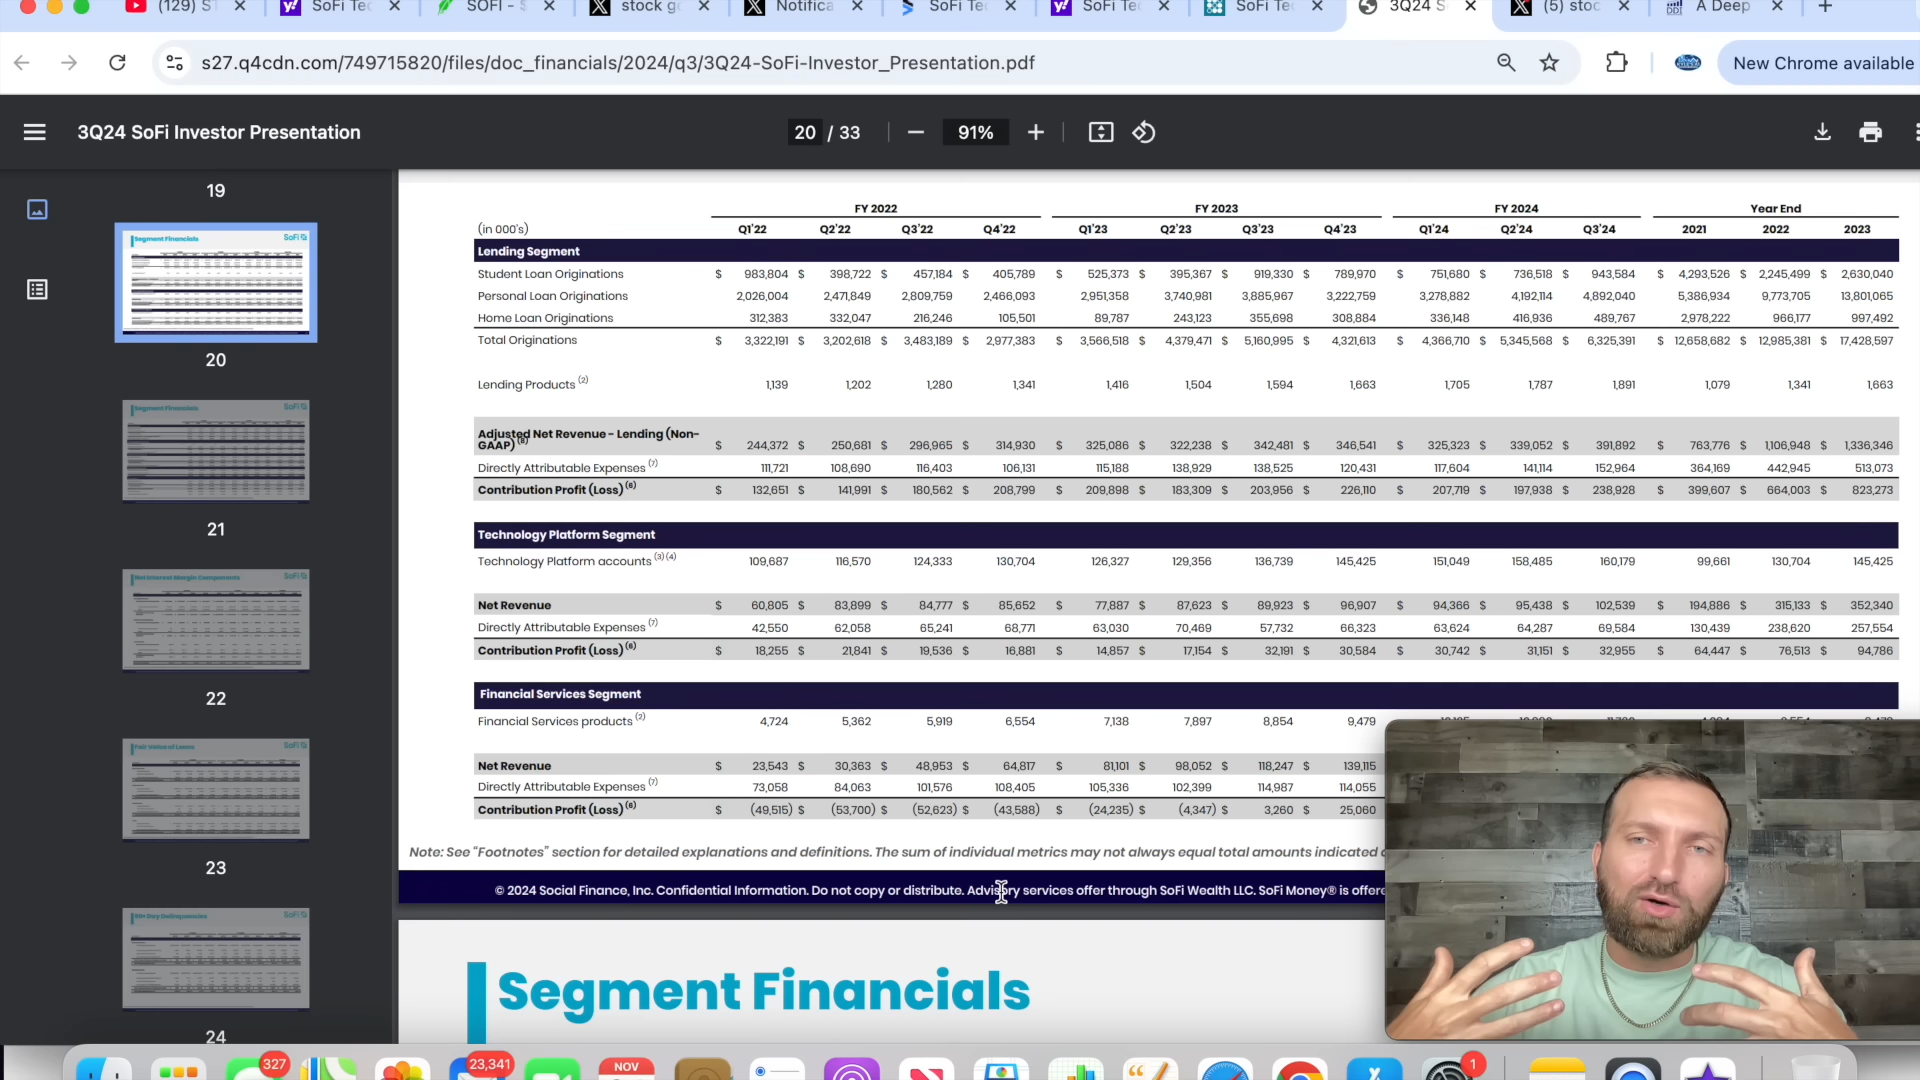 (129) ST
SoFi Tec
SOFI - $
stock go
Notifica
SoFi Tec
SoFi Tec
SoFi Tec
3Q24 S
(5) stoc
A Deep
s27.q4cdn.com/749715820/files/doc_financials/2024/q3/3Q24-SoFi-Investor_Presentation.pdf
New Chrome available
3Q24 SoFi Investor Presentation
20 / 33
91%
19
Segment Financials SoFi
20
Segment Financials SoFi
21
Net Interest Margin Components SoFi
22
Fair Value of Loans SoFi
23
90+ Day Delinquencies SoFi
24
FY 2022 FY 2023 FY 2024 Year End
(in 000's) Q1'22 Q2'22 Q3'22 Q4'22 Q1'23 Q2'23 Q3'23 Q4'23 Q1'24 Q2'24 Q3'24 2021 2022 2023
Lending Segment
Student Loan Originations $ 983,804 $ 398,722 $ 457,184 $ 405,789 $ 525,373 $ 395,367 $ 919,330 $ 789,970 $ 751,680 $ 736,518 $ 943,584 $ 4,293,526 $ 2,245,499 $ 2,630,040
Personal Loan Originations 2,026,004 2,471,849 2,809,759 2,466,093 2,951,358 3,740,981 3,885,967 3,222,759 3,278,882 4,192,114 4,892,040 5,386,934 9,773,705 13,801,065
Home Loan Originations 312,383 332,047 216,246 105,501 89,787 243,123 355,698 308,884 336,148 416,936 489,767 2,978,222 966,177 997,492
Total Originations $ 3,322,191 $ 3,202,618 $ 3,483,189 $ 2,977,383 $ 3,566,518 $ 4,379,471 $ 5,160,995 $ 4,321,613 $ 4,366,710 $ 5,345,568 $ 6,325,391 $ 12,658,682 $ 12,985,381 $ 17,428,597
Lending Products (2) 1,139 1,202 1,280 1,341 1,416 1,504 1,594 1,663 1,705 1,787 1,891 1,079 1,341 1,663
Adjusted Net Revenue - Lending (Non-
GAAP) (8) $ 244,372 $ 250,681 $ 296,965 $ 314,930 $ 325,086 $ 322,238 $ 342,481 $ 346,541 $ 325,323 $ 339,052 $ 391,892 $ 763,776 $ 1,106,948 $ 1,336,346
Directly Attributable Expenses (7) 111,721 108,690 116,403 106,131 115,188 138,929 138,525 120,431 117,604 141,114 152,964 364,169 442,945 513,073
Contribution Profit (Loss) (6) $ 132,651 $ 141,991 $ 180,562 $ 208,799 $ 209,898 $ 183,309 $ 203,956 $ 226,110 $ 207,719 $ 197,938 $ 238,928 $ 399,607 $ 664,003 $ 823,273
Technology Platform Segment
Technology Platform accounts (3) (4) 109,687 116,570 124,333 130,704 126,327 129,356 136,739 145,425 151,049 158,485 160,179 99,661 130,704 145,425
Net Revenue $ 60,805 $ 83,899 $ 84,777 $ 85,652 $ 77,887 $ 87,623 $ 89,923 $ 96,907 $ 94,366 $ 95,438 $ 102,539 $ 194,886 $ 315,133 $ 352,340
Directly Attributable Expenses (7) 42,550 62,058 65,241 68,771 63,030 70,469 57,732 66,323 63,624 64,287 69,584 130,439 238,620 257,554
Contribution Profit (Loss) (6) $ 18,255 $ 21,841 $ 19,536 $ 16,881 $ 14,857 $ 17,154 $ 32,191 $ 30,584 $ 30,742 $ 31,151 $ 32,955 $ 64,447 $ 76,513 $ 94,786
Financial Services Segment
Financial Services products (2) 4,724 5,362 5,919 6,554 7,138 7,897 8,854 9,479
Net Revenue $ 23,543 $ 30,363 $ 48,953 $ 64,817 $ 81,101 $ 98,052 $ 118,247 $ 139,115
Directly Attributable Expenses (7) 73,058 84,063 101,576 108,405 105,336 102,399 114,987 114,055
Contribution Profit (Loss) (6) $ (49,515) $ (53,700) $ (52,623) $ (43,588) $ (24,235) $ (4,347) $ 3,260 $ 25,060
Note: See "Footnotes" section for detailed explanations and definitions. The sum of individual metrics may not always equal total amounts indicated
© 2024 Social Finance, Inc. Confidential Information. Do not copy or distribute. Advisory services offer through SoFi Wealth LLC. SoFi Money® is offere
Segment Financials
327
23,341
NOV
1